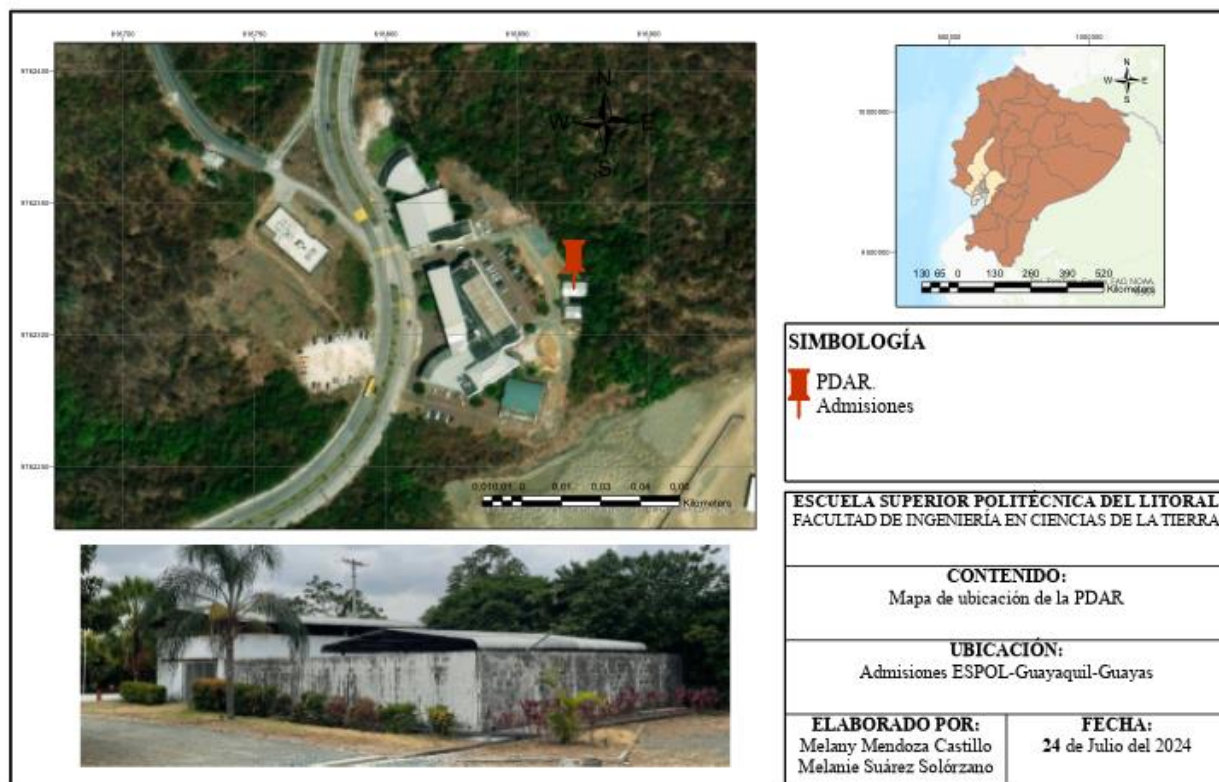 N
W E
S
Kilometers
N
W E
S
130 65 0 130 260 390 520
Kilometers
SIMBOLOGÍA
PDAR.
Admisiones
ESCUELA SUPERIOR POLITÉCNICA DEL LITORAL
FACULTAD DE INGENIERÍA EN CIENCIAS DE LA TIERRA
CONTENIDO:
Mapa de ubicación de la PDAR
UBICACIÓN:
Admisiones ESPOL-Guayaquil-Guayas
ELABORADO POR:
Melany Mendoza Castillo
Melanie Suárez Solórzano
FECHA:
24 de Julio del 2024